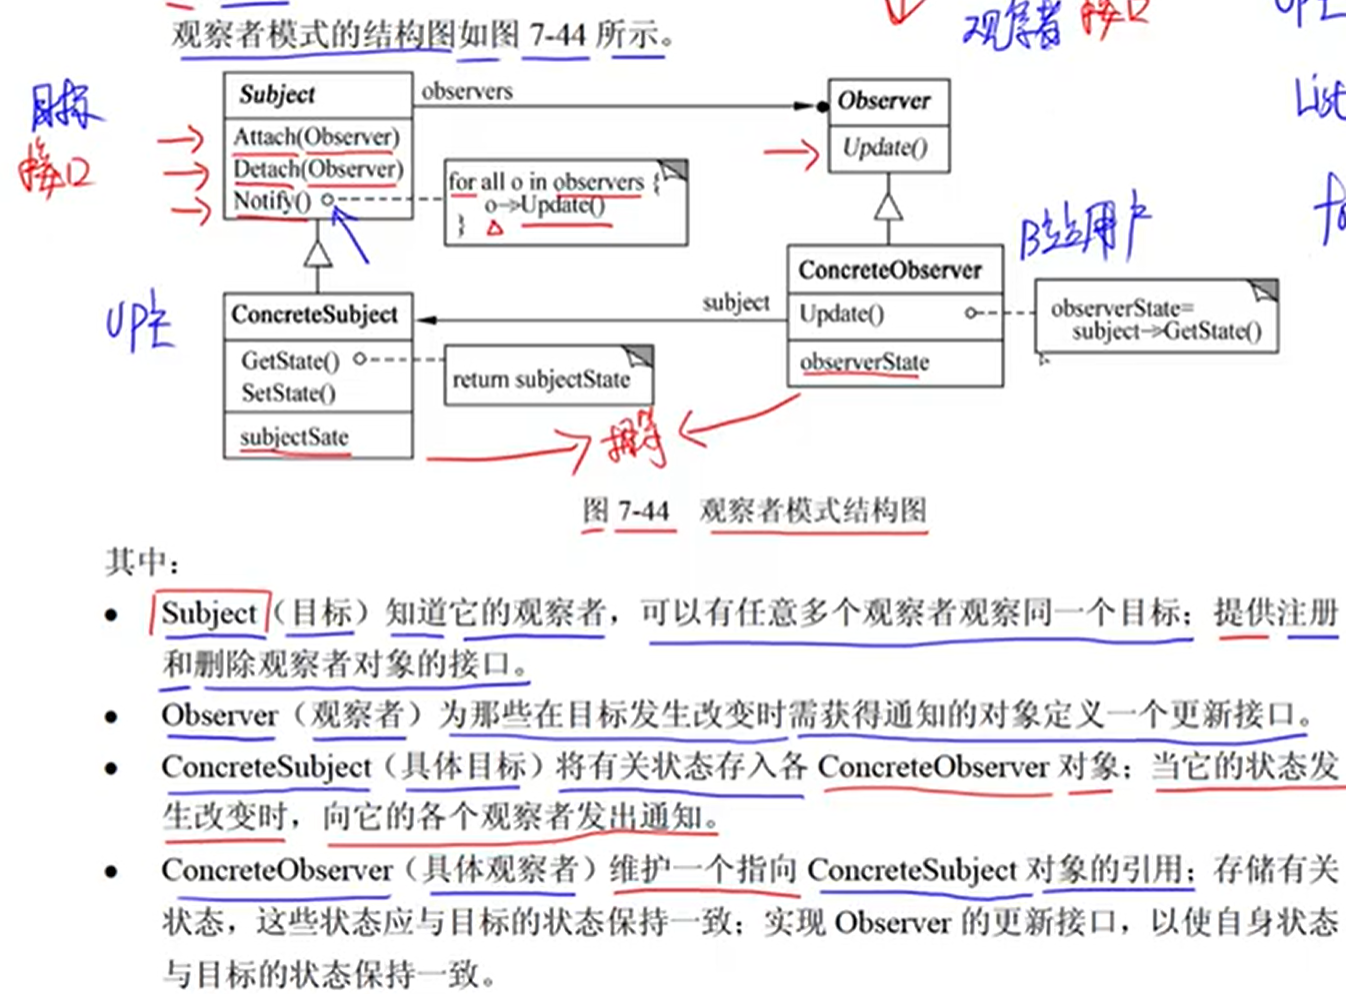 观察者模式的结构图如图 7-44 所示。
观察者 接口
UP主
List
目标
接口
Subject
Attach(Observer)
Detach(Observer)
Notify()
observers
for all o in observers {
o->Update()
}
Observer
Update()
B站用户
UP主
ConcreteSubject
GetState()
SetState()
subjectSate
return subjectState
subject
ConcreteObserver
Update()
observerState
observerState=
subject->GetState()
图 7-44 观察者模式结构图
其中：
● Subject（目标）知道它的观察者，可以有任意多个观察者观察同一个目标；提供注册
和删除观察者对象的接口。
● Observer（观察者）为那些在目标发生改变时需获得通知的对象定义一个更新接口。
● ConcreteSubject（具体目标）将有关状态存入各 ConcreteObserver 对象；当它的状态发
生改变时，向它的各个观察者发出通知。
● ConcreteObserver（具体观察者）维护一个指向 ConcreteSubject 对象的引用；存储有关
状态，这些状态应与目标的状态保持一致；实现 Observer 的更新接口，以使自身状态
与目标的状态保持一致。